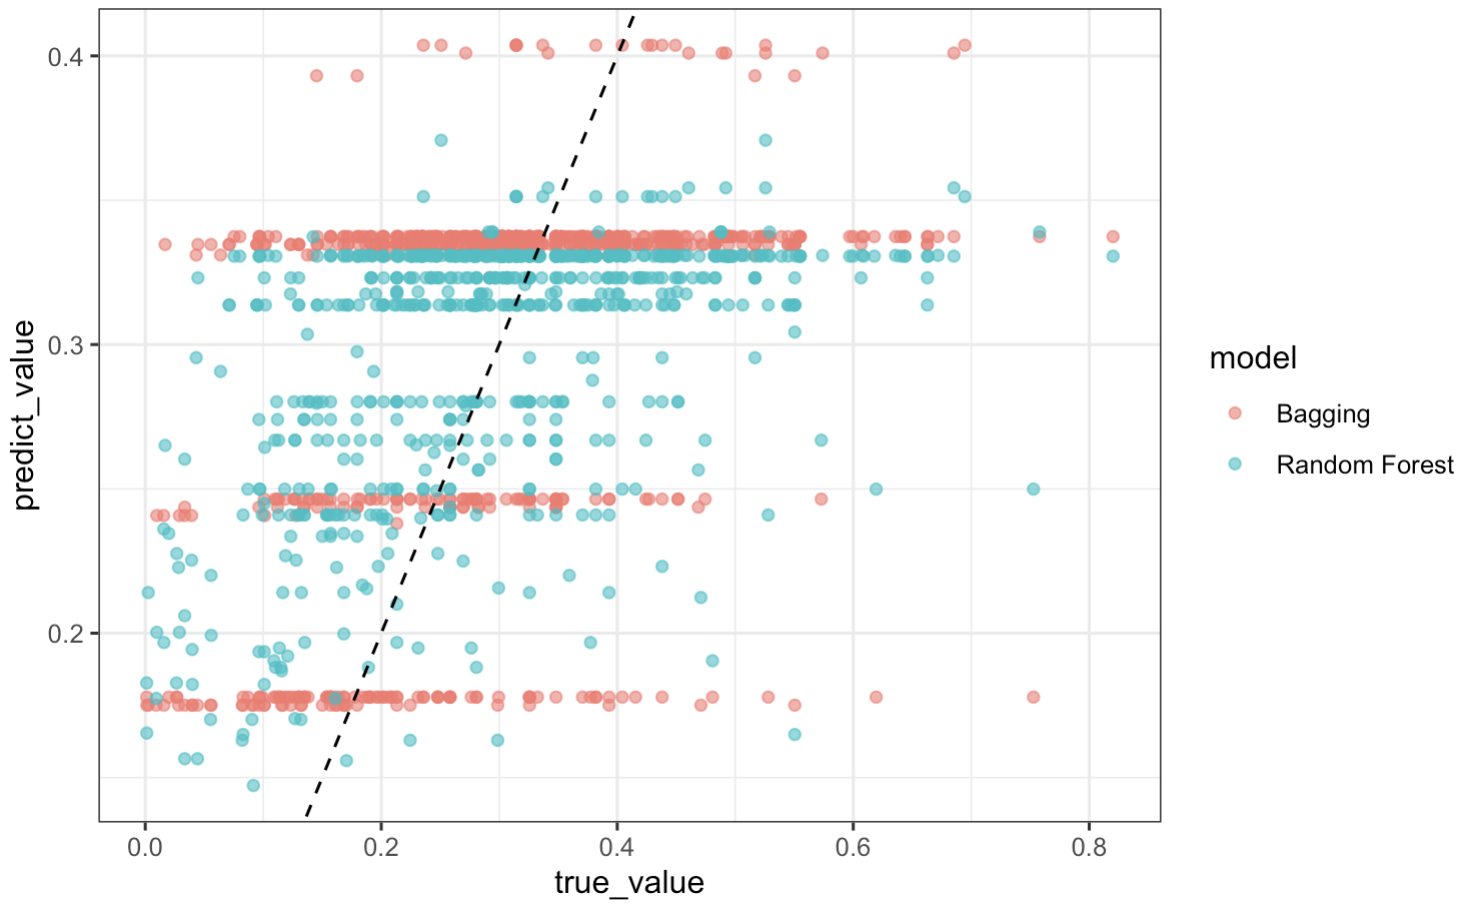 0.4
0.3
0.2
predict_value
0.0 0.2 0.4 0.6 0.8
true_value
model
Bagging
Random Forest